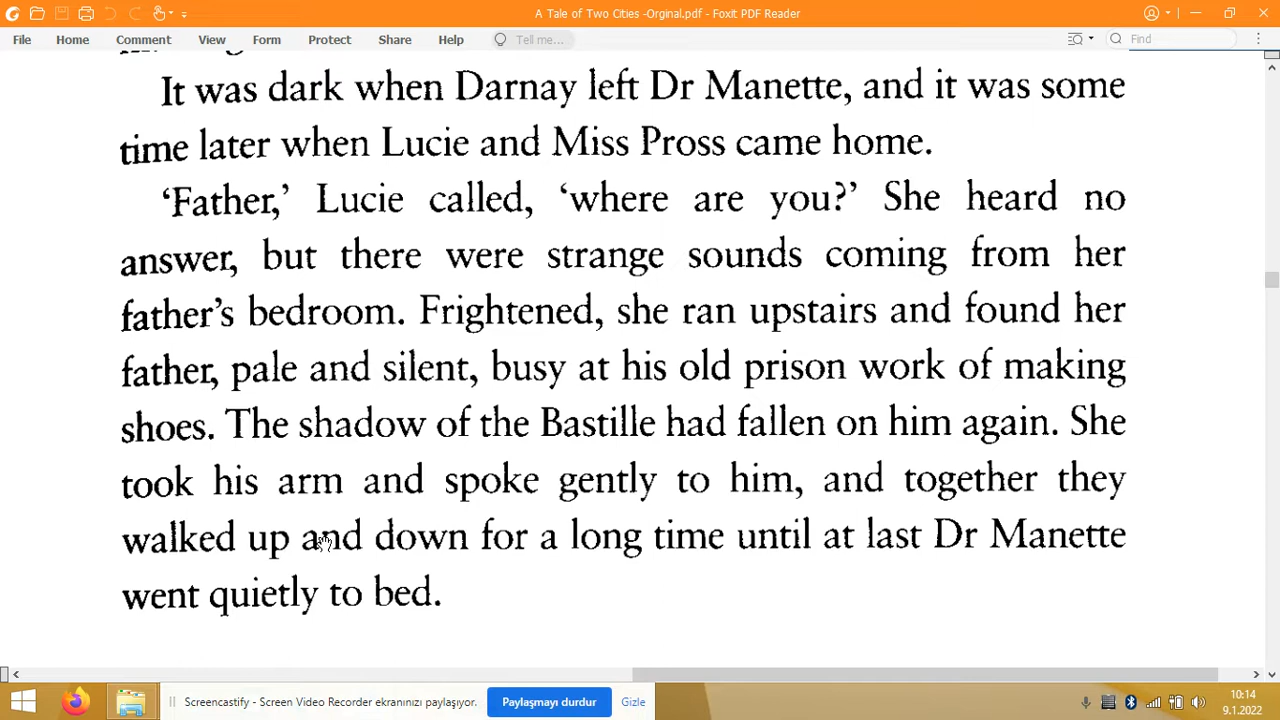 A Tale of Two Cities -Orginal.pdf - Foxit PDF Reader
File Home Comment View Form Protect Share Help Tell me... Find
It was dark when Darnay left Dr Manette, and it was some
time later when Lucie and Miss Pross came home.
‘Father,’ Lucie called, ‘where are you?’ She heard no
answer, but there were strange sounds coming from her
father’s bedroom. Frightened, she ran upstairs and found her
father, pale and silent, busy at his old prison work of making
shoes. The shadow of the Bastille had fallen on him again. She
took his arm and spoke gently to him, and together they
walked up and down for a long time until at last Dr Manette
went quietly to bed.
Screencastify - Screen Video Recorder ekranınızı paylaşıyor. Paylaşmayı durdur Gizle
10:14
9.1.2022